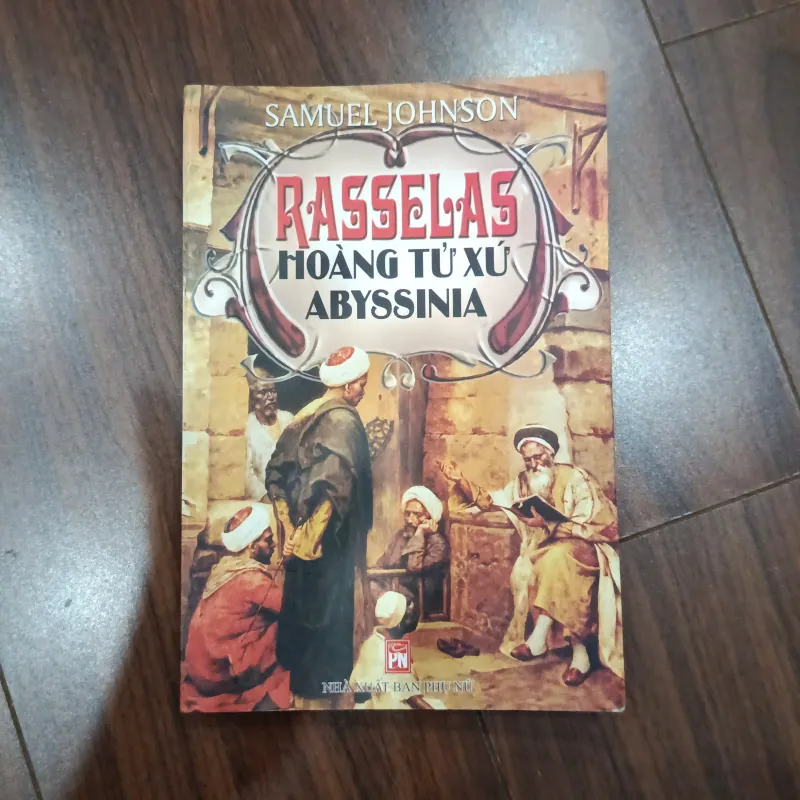 SAMUEL JOHNSON
RASSELAS
HOÀNG TỬ XỨ
ABYSSINIA
PN
NHÀ XUẤT BẢN PHỤ NỮ